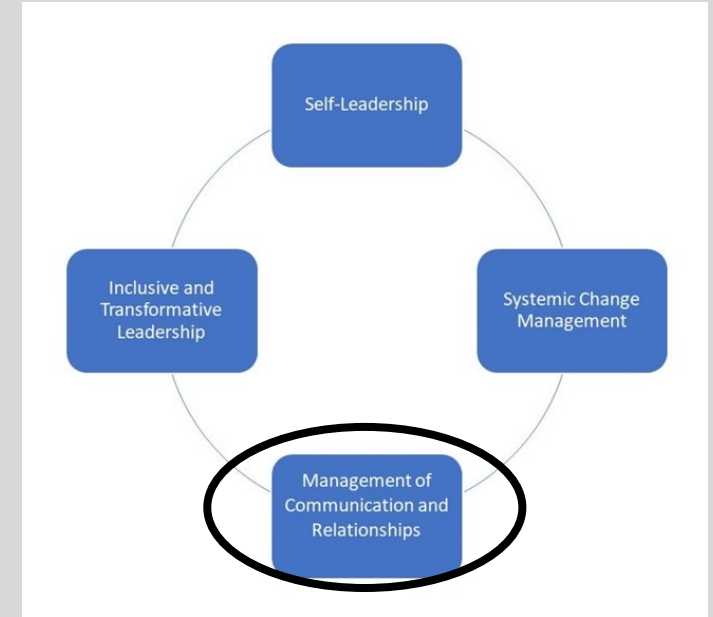 Self-Leadership
Inclusive and
Transformative
Leadership
Systemic Change
Management
Management of
Communication and
Relationships